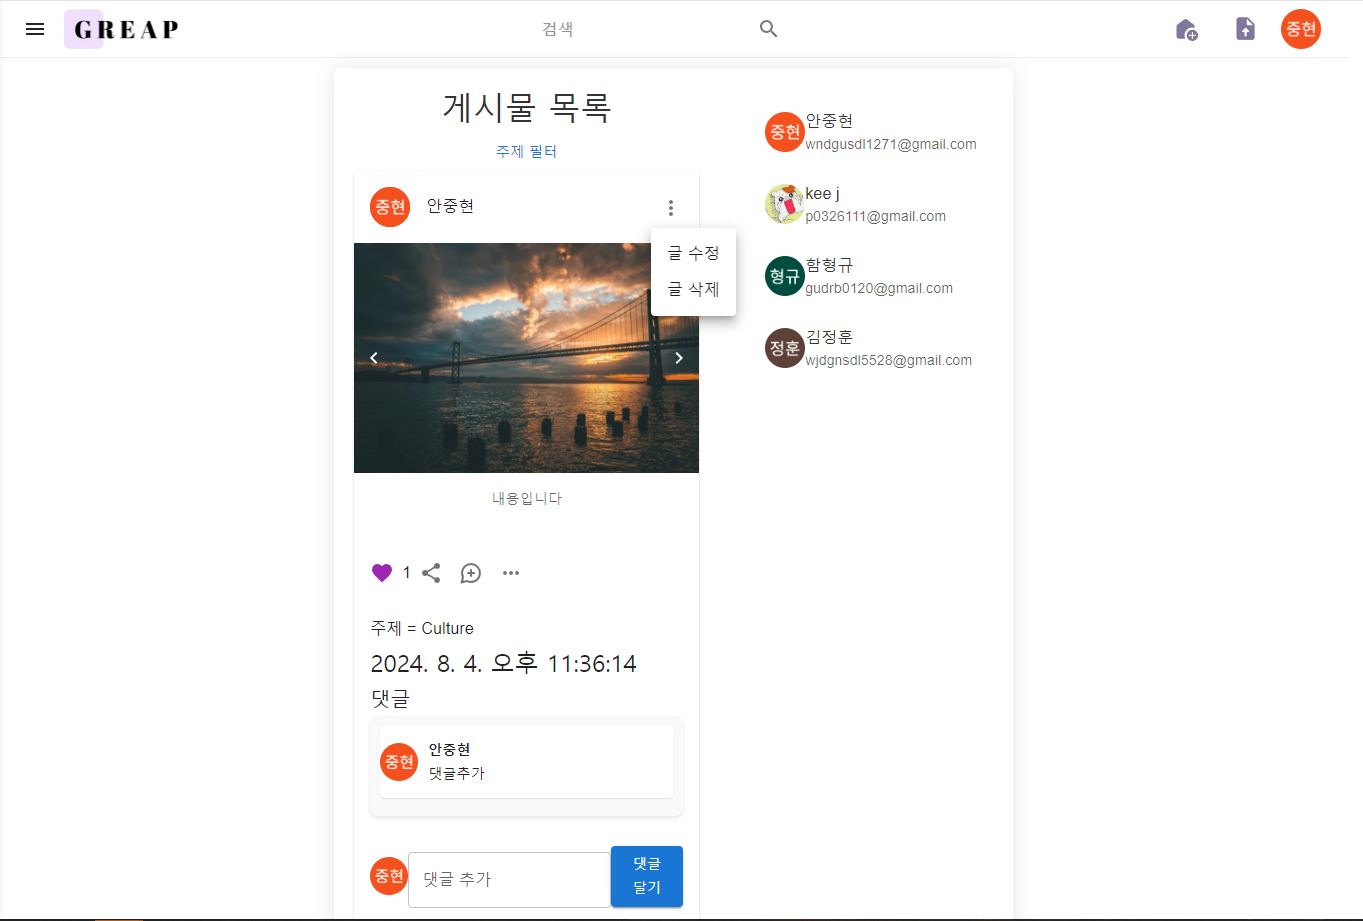 GREAP
검색
중현
게시물 목록
주제 필터
중현
안중현
글 수정
글 삭제
내용입니다
1
주제 = Culture
2024. 8. 4. 오후 11:36:14
댓글
중현
안중현
댓글추가
중현
댓글 추가
댓글
달기
중현
안중현
wndgusdl1271@gmail.com
kee j
p0326111@gmail.com
형규
함형규
gudrb0120@gmail.com
정훈
김정훈
wjdgnsdl5528@gmail.com